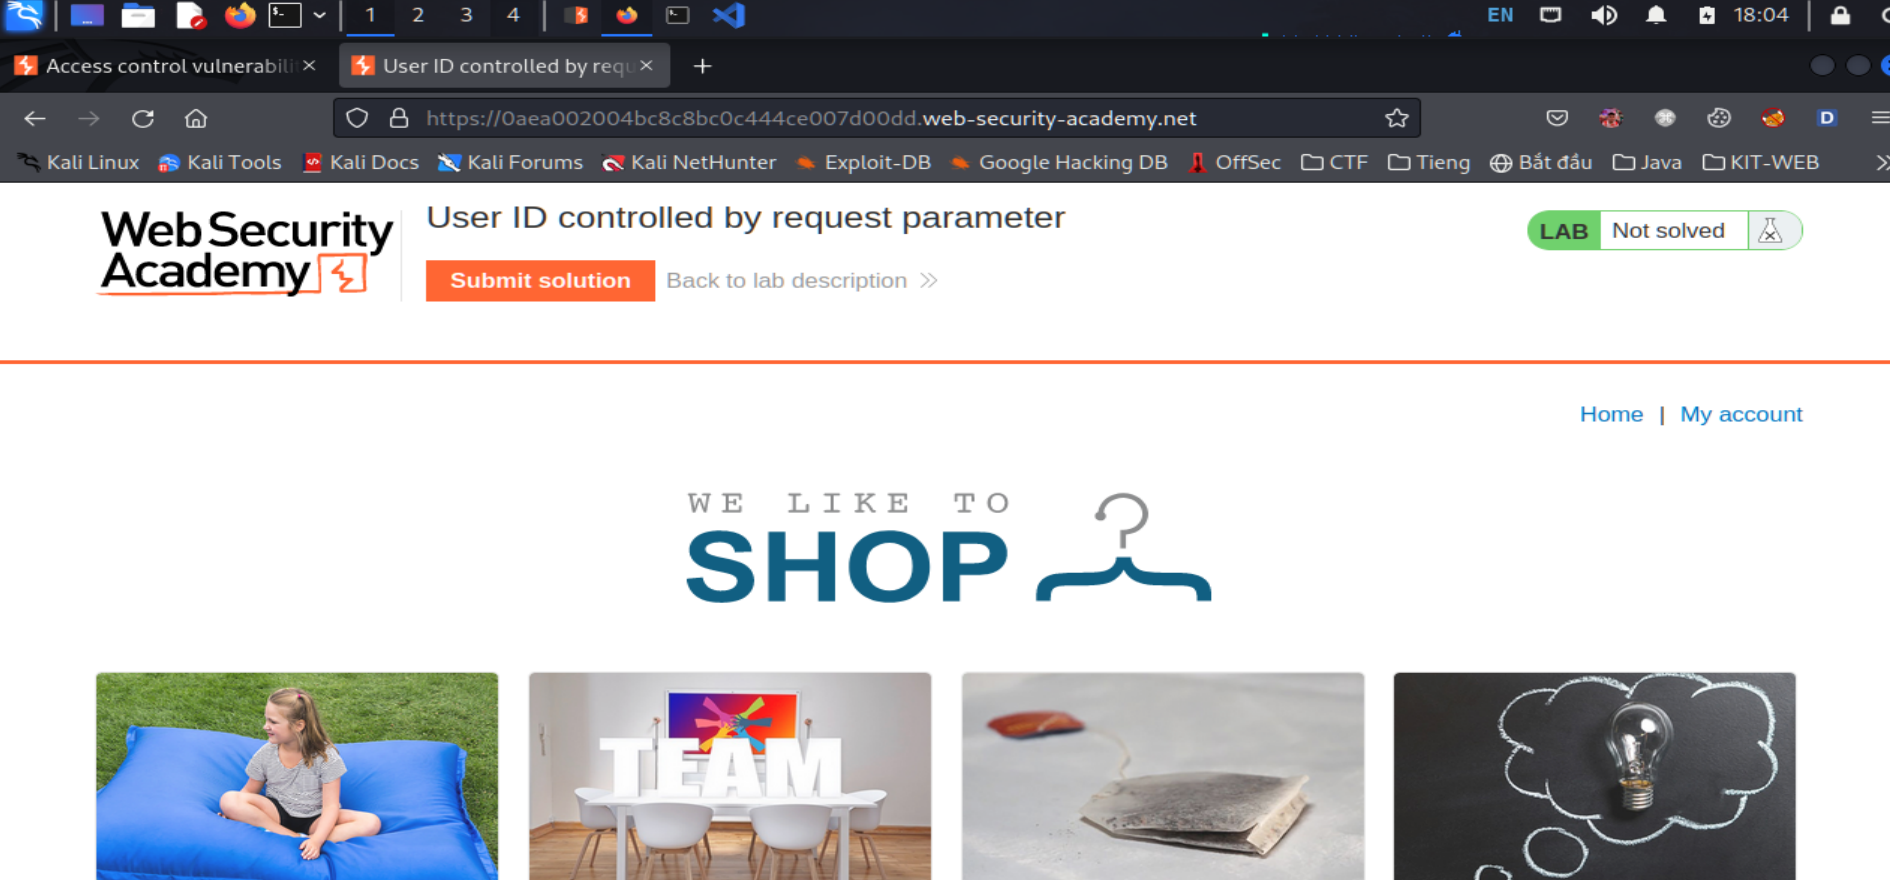 1 2 3 4 EN 18:04
Access control vulnerabili
User ID controlled by requ
https://0aea002004bc8c8bc0c444ce007d00dd.web-security-academy.net
Kali Linux Kali Tools Kali Docs Kali Forums Kali NetHunter Exploit-DB Google Hacking DB OffSec CTF Tieng Bắt đầu Java KIT-WEB
Web Security
Academy
User ID controlled by request parameter
LAB Not solved
Submit solution Back to lab description
Home | My account
WE LIKE TO
SHOP
TEAM